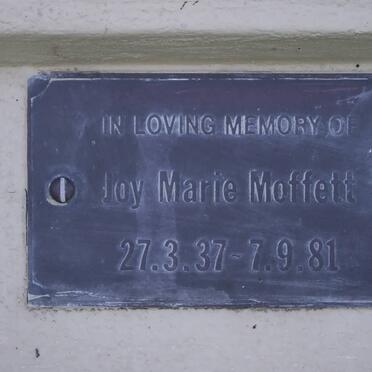 IN LOVING MEMORY OF
Joy Marie Moffett
27.3.37 - 7.9.81